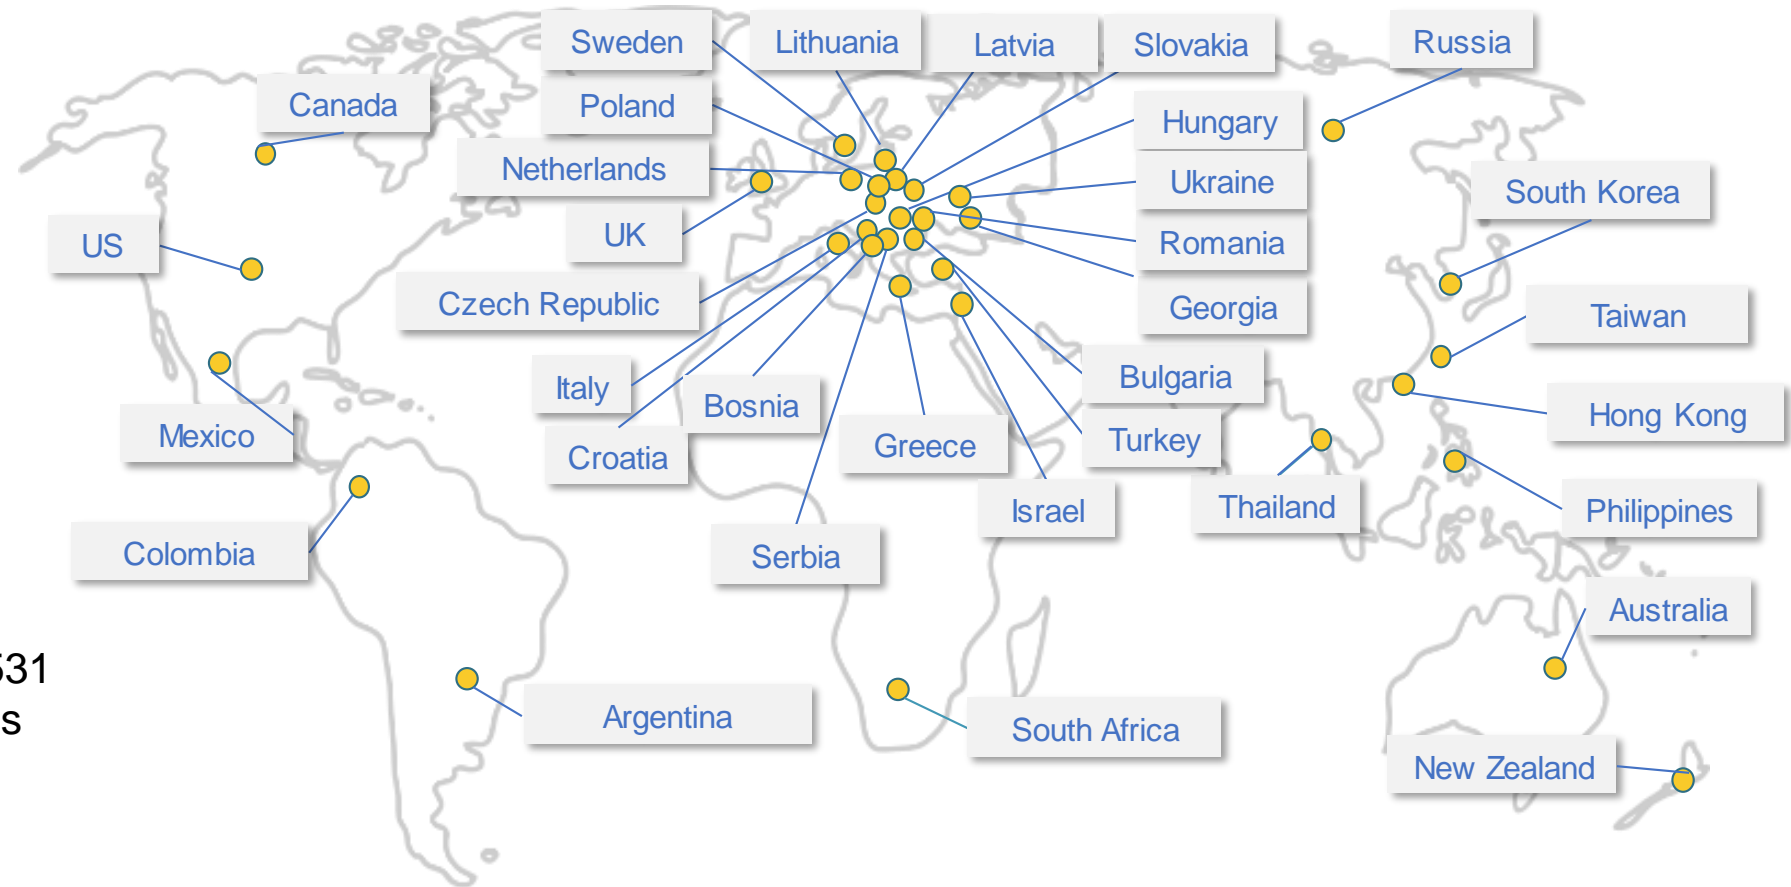 Sweden
Lithuania
Latvia
Slovakia
Russia
Canada
Poland
Hungary
Netherlands
Ukraine
South Korea
US
UK
Romania
Czech Republic
Georgia
Taiwan
Italy
Bosnia
Bulgaria
Hong Kong
Mexico
Croatia
Greece
Turkey
Israel
Thailand
Philippines
Colombia
Serbia
Australia
531
s
Argentina
South Africa
New Zealand